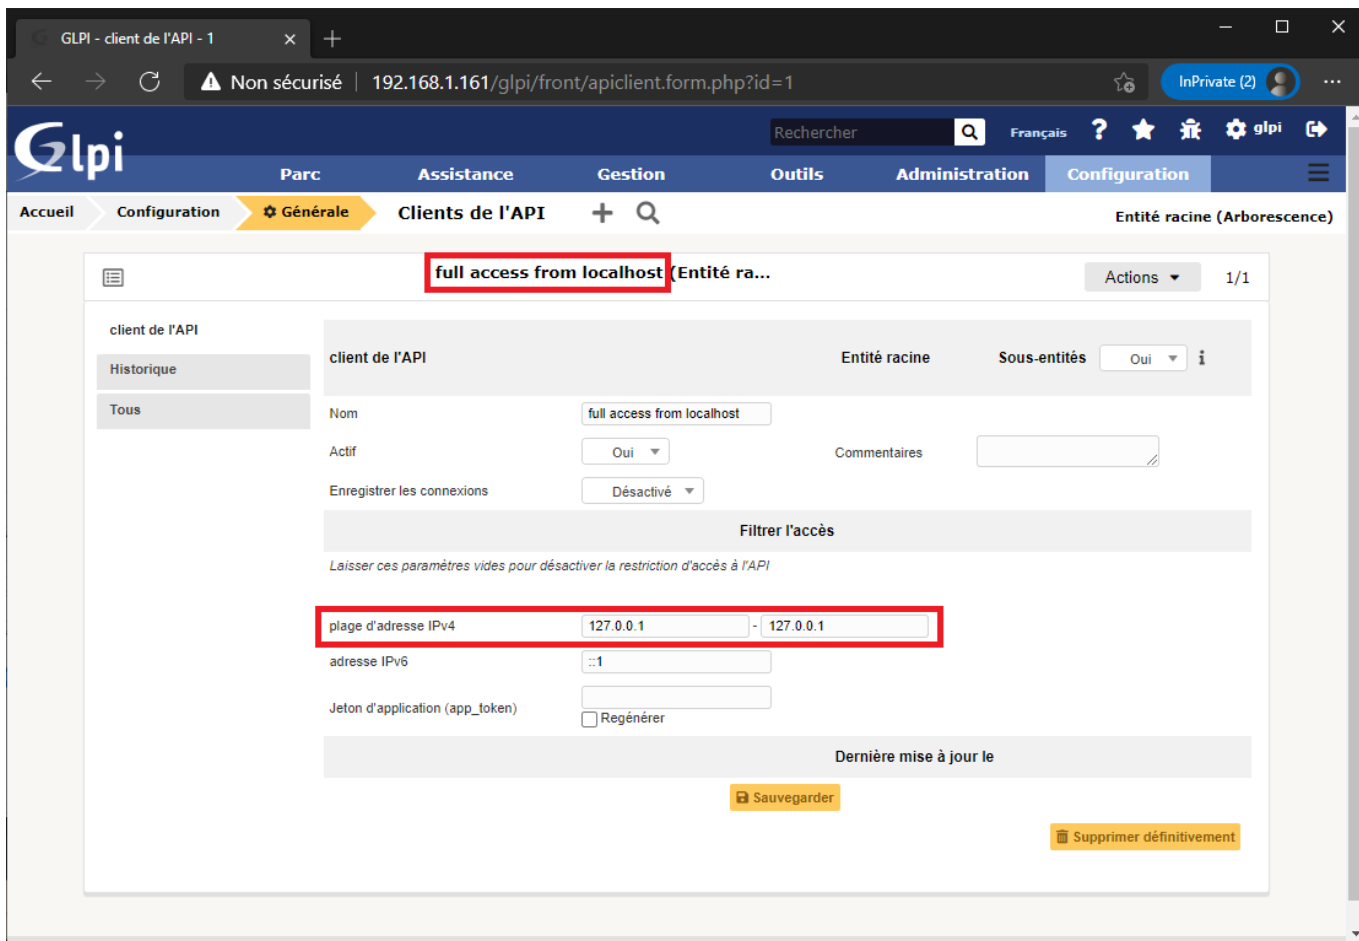 GLPI - client de l'API - 1
Non sécurisé | 192.168.1.161/glpi/front/apiclient.form.php?id=1
InPrivate (2)
Glpi
Rechercher
Français
? 
glpi
Parc Assistance Gestion Outils Administration Configuration
Accueil Configuration Générale Clients de l'API
Entité racine (Arborescence)
full access from localhost (Entité ra...
Actions
1/1
client de l'API
Historique
Tous
client de l'API Entité racine Sous-entités Oui i
Nom full access from localhost
Actif Oui Commentaires
Enregistrer les connexions Désactivé
Filtrer l'accès
Laisser ces paramètres vides pour désactiver la restriction d'accès à l'API
plage d'adresse IPv4 127.0.0.1 - 127.0.0.1
adresse IPv6 ::1
Jeton d'application (app_token)
Regénérer
Dernière mise à jour le
Sauvegarder
Supprimer définitivement